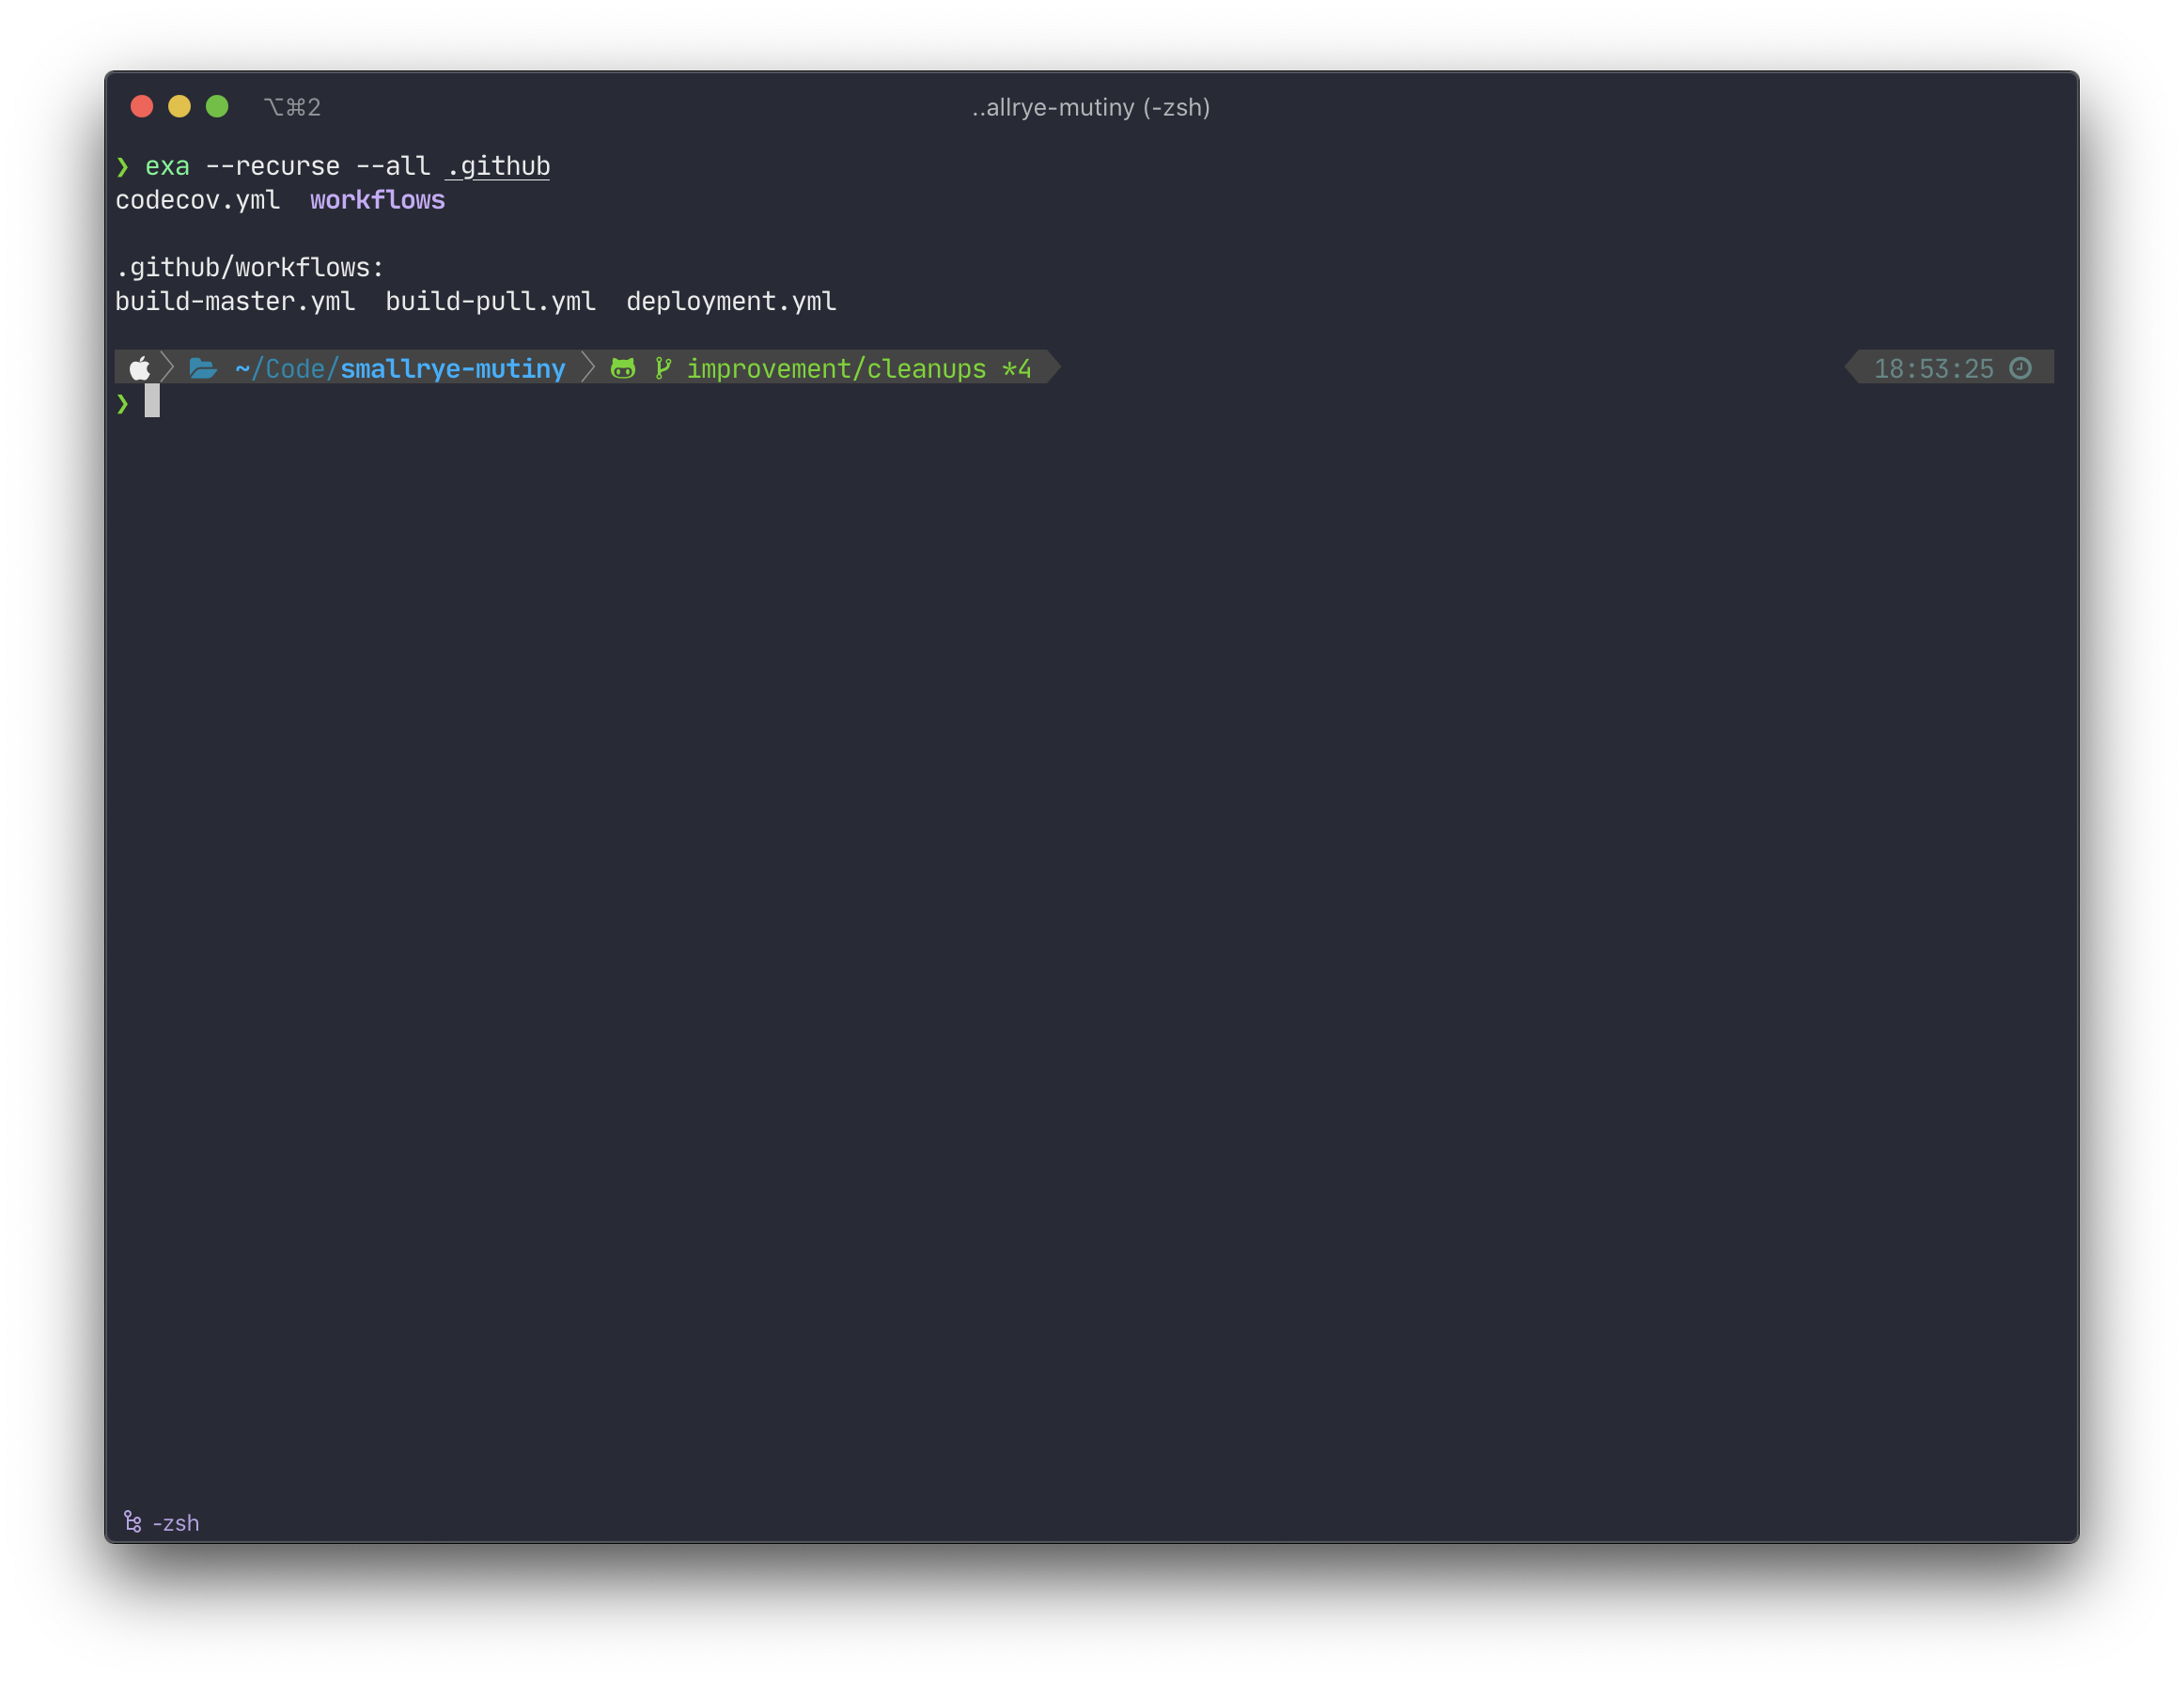 ⌥⌘2 ..allrye-mutiny (-zsh)
❯ exa --recurse --all .github
codecov.yml  workflows
.github/workflows:
build-master.yml  build-pull.yml  deployment.yml
~/Code/smallrye-mutiny improvement/cleanups *4 18:53:25
❯
-zsh